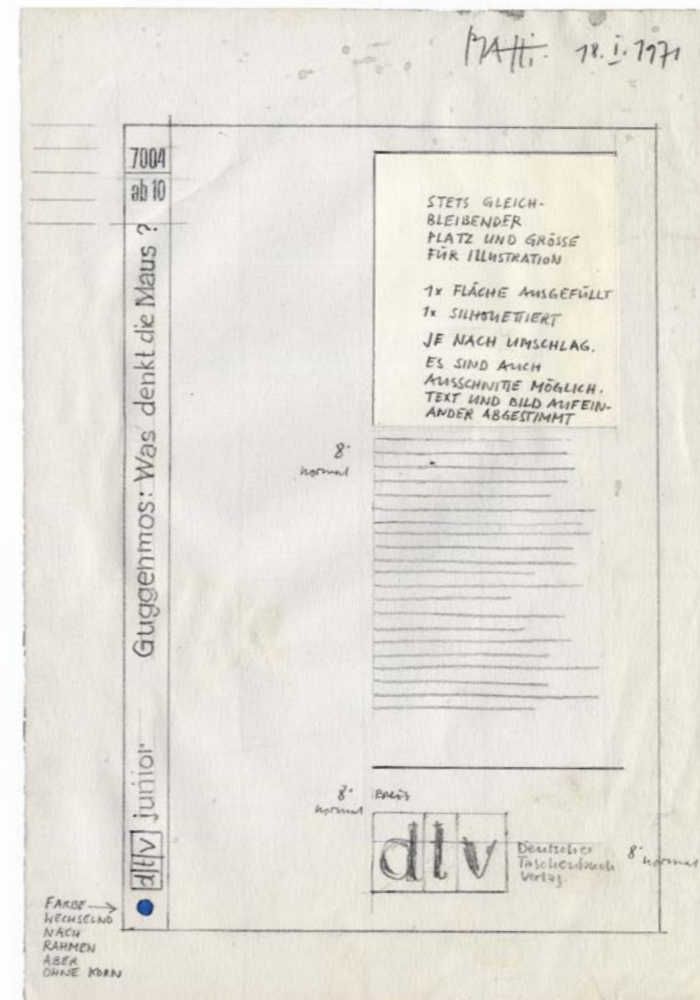 18. I. 1971
7004
ab 10
Guggenmos: Was denkt die Maus ?
dtv junior
STETS GLEICH-
BLEIBENDER
PLATZ UND GRÖSSE
FÜR ILLUSTRATION
1x FLÄCHE AUSGEFÜLLT
1x SILHOUETTIERT
JE NACH UMSCHLAG.
ES SIND AUCH
AUSSCHNITTE MÖGLICH.
TEXT UND BILD AUFEIN-
ANDER ABGESTIMMT
8·
normal
8·
normal
Preis
dtv
Deutscher
Taschenbuch
Verlag.
8·
normal
FARBE
WECHSELND
NACH
RAHMEN
ABER
OHNE KORN